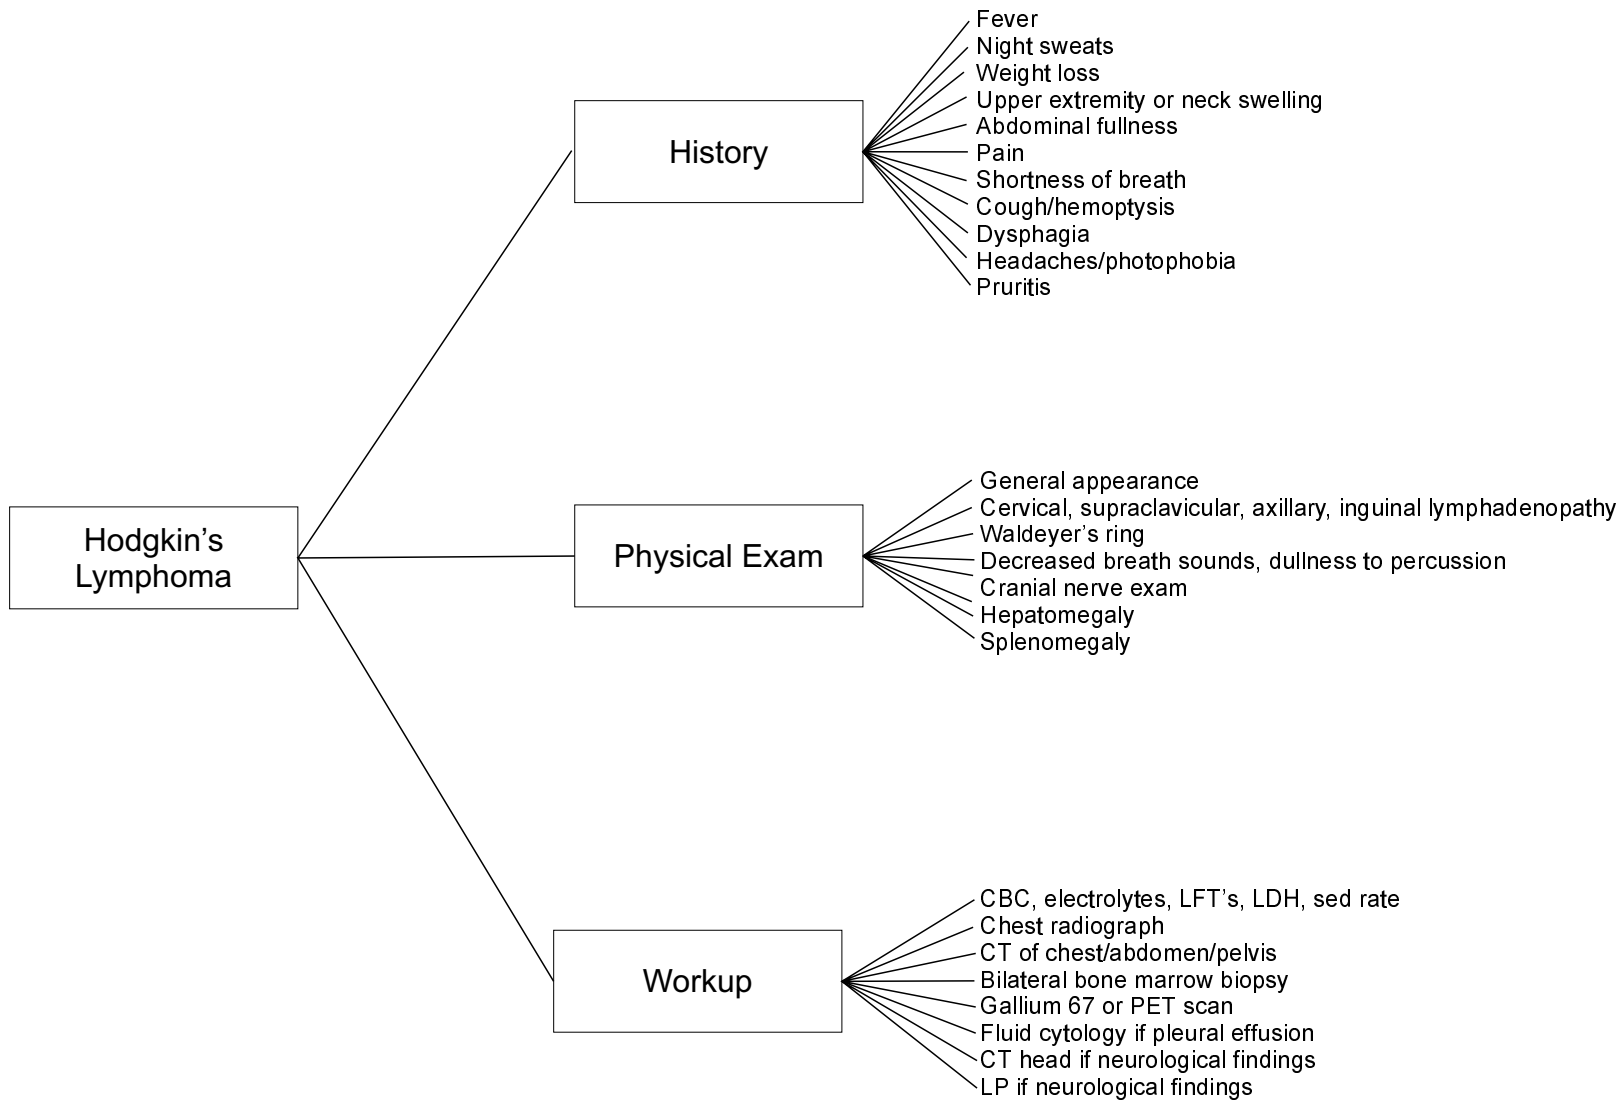 Hodgkin’s
Lymphoma
History
Fever
Night sweats
Weight loss
Upper extremity or neck swelling
Abdominal fullness
Pain
Shortness of breath
Cough/hemoptysis
Dysphagia
Headaches/photophobia
Pruritis
Physical Exam
General appearance
Cervical, supraclavicular, axillary, inguinal lymphadenopathy
Waldeyer’s ring
Decreased breath sounds, dullness to percussion
Cranial nerve exam
Hepatomegaly
Splenomegaly
Workup
CBC, electrolytes, LFT’s, LDH, sed rate
Chest radiograph
CT of chest/abdomen/pelvis
Bilateral bone marrow biopsy
Gallium 67 or PET scan
Fluid cytology if pleural effusion
CT head if neurological findings
LP if neurological findings